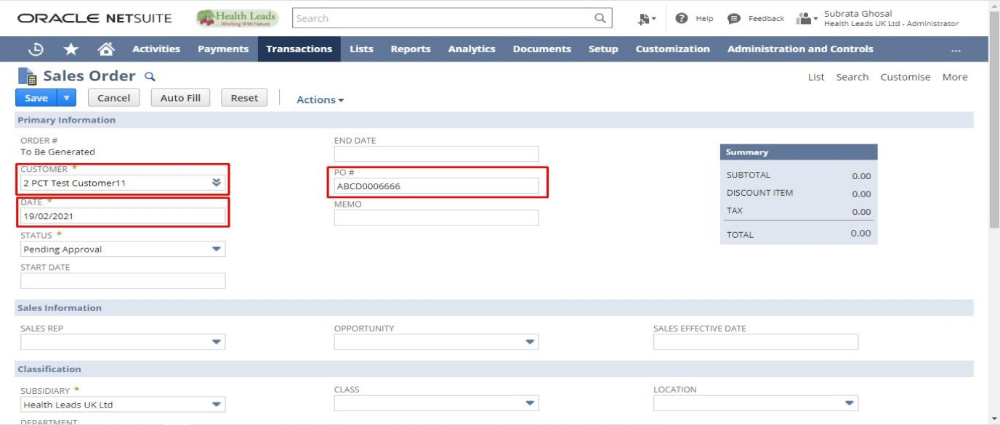 ORACLE NETSUITE
Health Leads
Working With Nature
Search
Help
Feedback
Subrata Ghosal
Health Leads UK Ltd - Administrator
Activities Payments Transactions Lists Reports Analytics Documents Setup Customization Administration and Controls ...
Sales Order
List Search Customise More
Save Cancel Auto Fill Reset Actions
Primary Information
ORDER #
To Be Generated
CUSTOMER *
2 PCT Test Customer11
DATE *
19/02/2021
STATUS *
Pending Approval
START DATE
END DATE
PO #
ABCD0006666
MEMO
Summary
SUBTOTAL 0.00
DISCOUNT ITEM 0.00
TAX 0.00
TOTAL 0.00
Sales Information
SALES REP OPPORTUNITY SALES EFFECTIVE DATE
Classification
SUBSIDIARY * CLASS LOCATION
Health Leads UK Ltd
DEPARTMENT